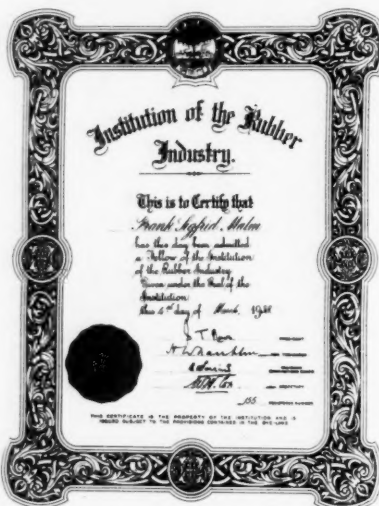 Institution of the Rubber
Industry.
This is to Certify that
Frank Sigfrid Malm
has this day been admitted
a Fellow of the Institution
of the Rubber Industry
Given under the Seal of the
Institution
this day of March 19
PRESIDENT
SECRETARY
THIS CERTIFICATE IS THE PROPERTY OF THE INSTITUTION AND IS
ISSUED SUBJECT TO THE PROVISIONS CONTAINED IN THE BYE-LAWS